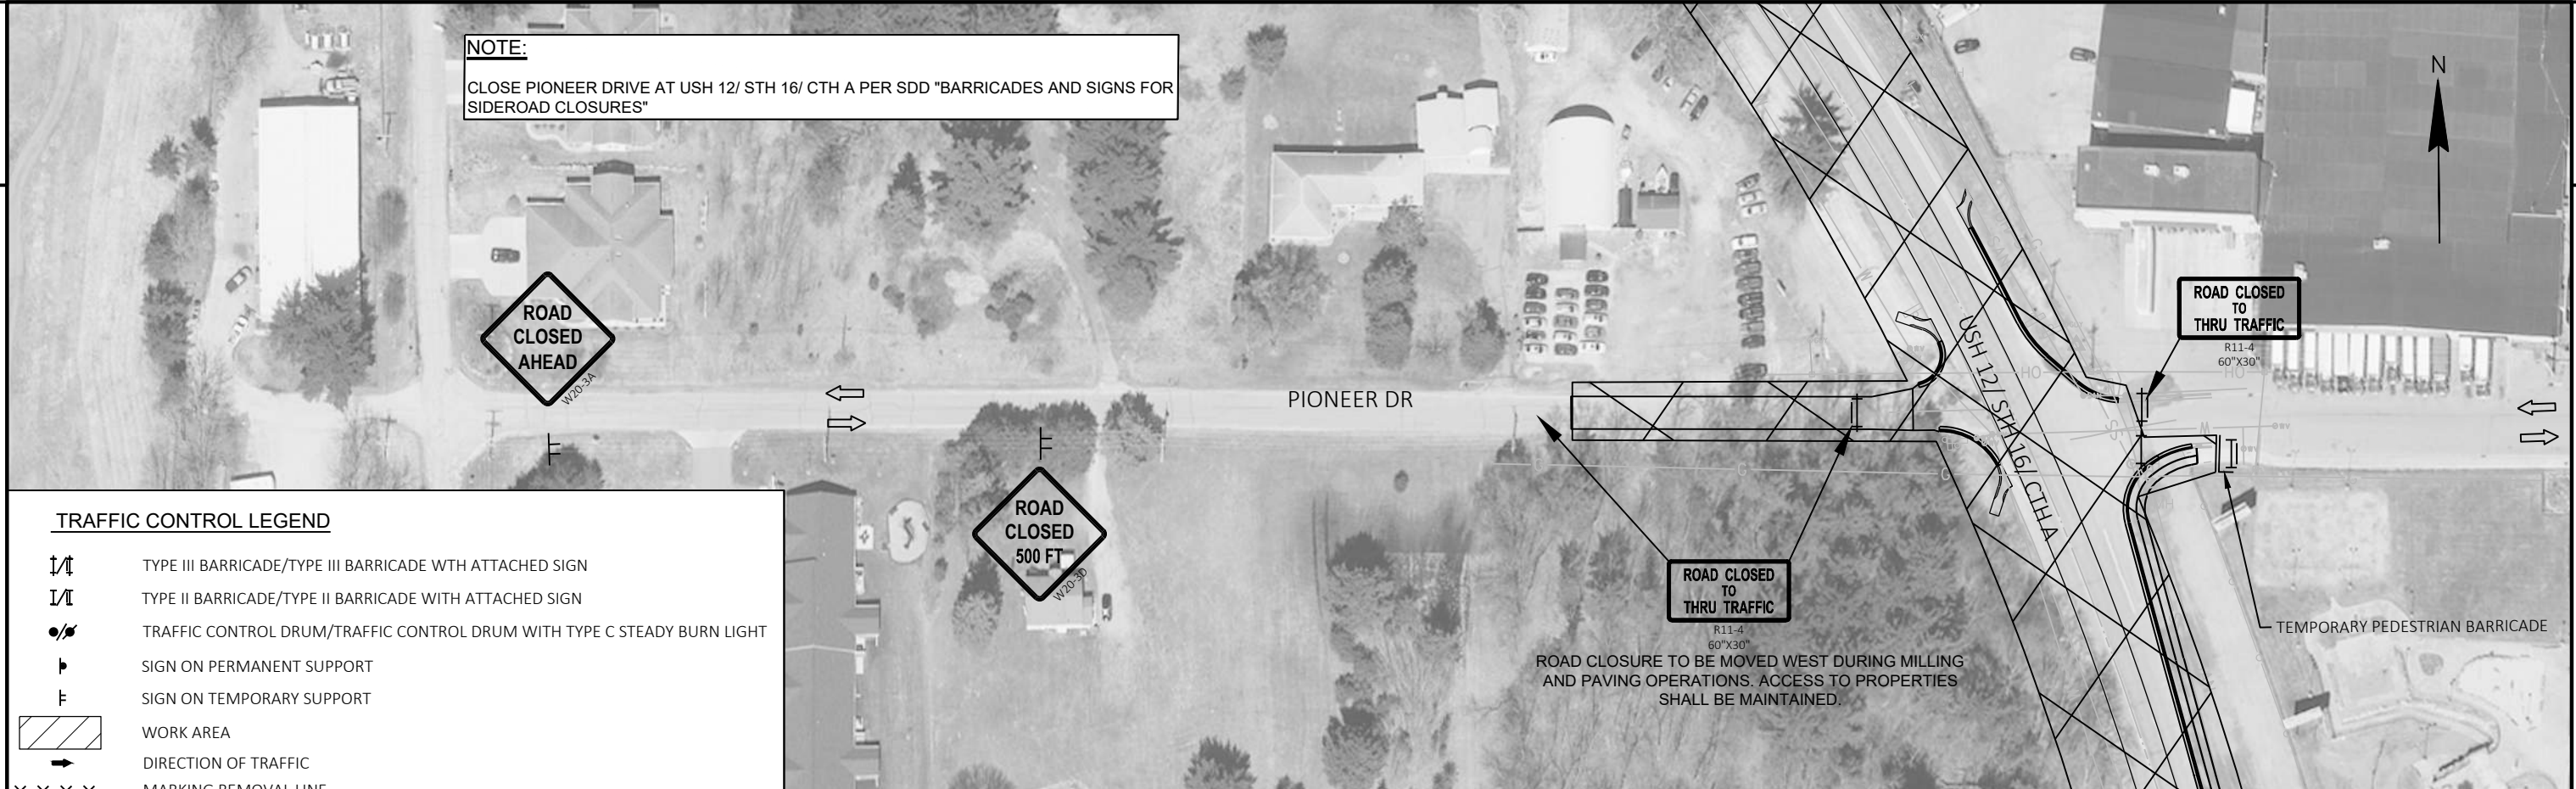 NOTE:
CLOSE PIONEER DRIVE AT USH 12/ STH 16/ CTH A PER SDD "BARRICADES AND SIGNS FOR
SIDEROAD CLOSURES"
N
ROAD
CLOSED
AHEAD
W20-3A
ROAD
CLOSED
500 FT
W20-3D
PIONEER DR
USH 12/ STH 16/ CTH A
ROAD CLOSED
TO
THRU TRAFFIC
R11-4
60"X30"
HO
HO
ROAD CLOSED
TO
THRU TRAFFIC
R11-4
60"X30"
ROAD CLOSURE TO BE MOVED WEST DURING MILLING
AND PAVING OPERATIONS. ACCESS TO PROPERTIES
SHALL BE MAINTAINED.
TEMPORARY PEDESTRIAN BARRICADE
TRAFFIC CONTROL LEGEND
TYPE III BARRICADE/TYPE III BARRICADE WTH ATTACHED SIGN
TYPE II BARRICADE/TYPE II BARRICADE WITH ATTACHED SIGN
TRAFFIC CONTROL DRUM/TRAFFIC CONTROL DRUM WITH TYPE C STEADY BURN LIGHT
SIGN ON PERMANENT SUPPORT
SIGN ON TEMPORARY SUPPORT
WORK AREA
DIRECTION OF TRAFFIC
MARKING REMOVAL LINE